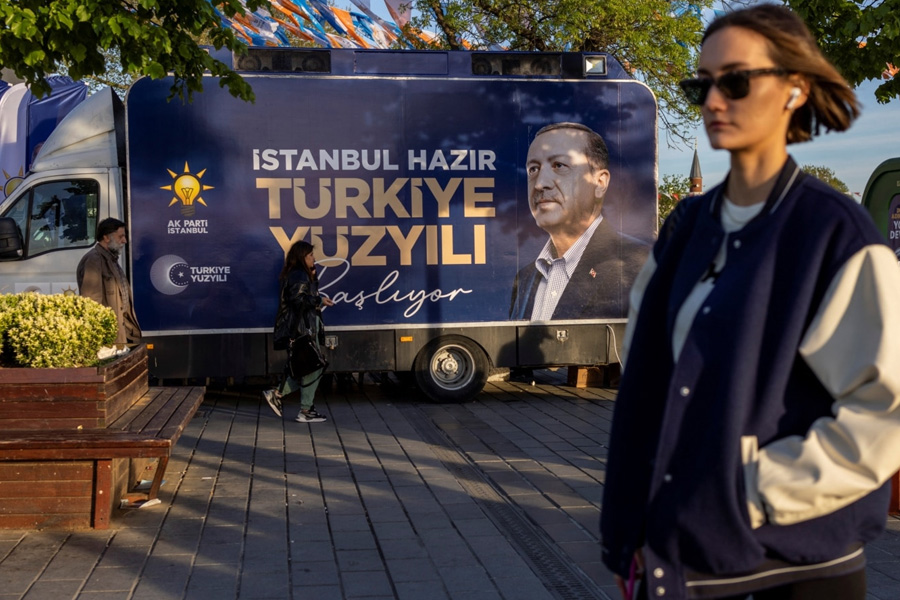 İSTANBUL HAZIR
TÜRKİYE
YÜZYILI
Başlıyor
AK PARTİ
İSTANBUL
TÜRKİYE
YÜZYILI